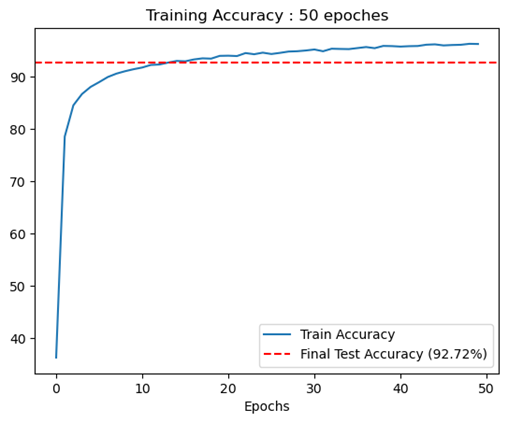 Training Accuracy : 50 epoches
90
80
70
60
50
40
0 10 20 30 40 50
Epochs
Train Accuracy
Final Test Accuracy (92.72%)